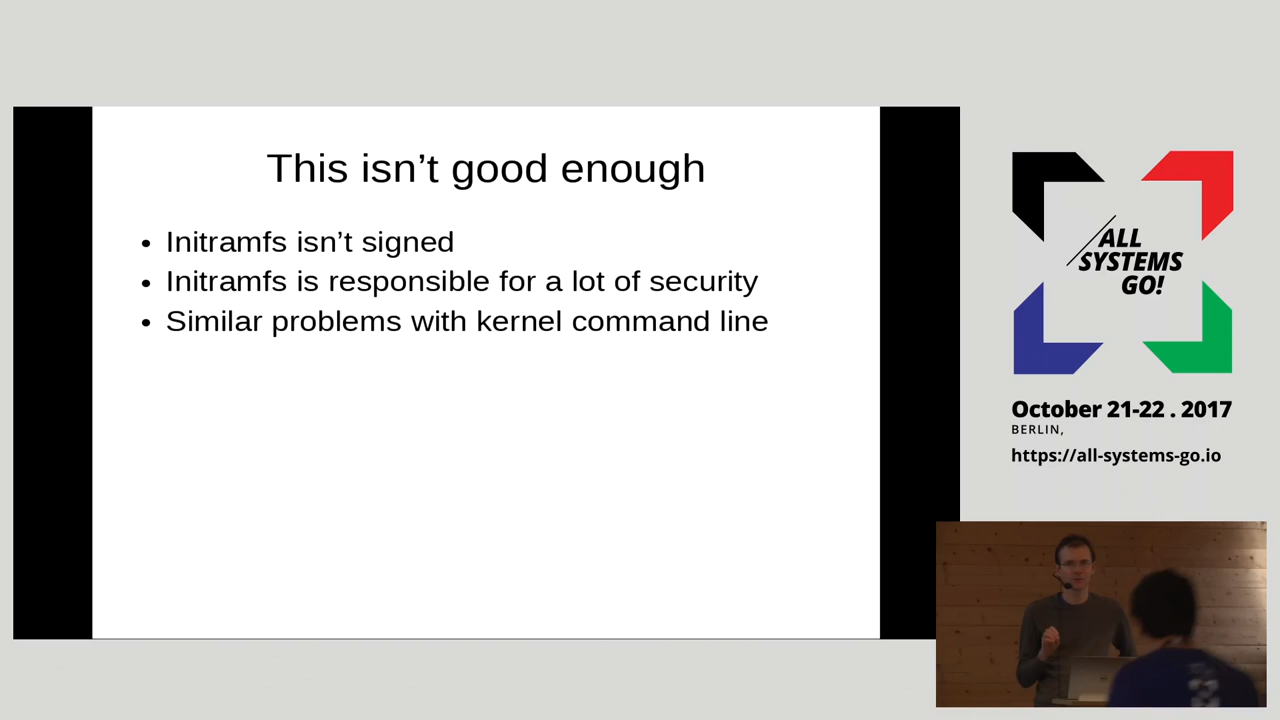 This isn’t good enough
• Initramfs isn’t signed
• Initramfs is responsible for a lot of security
• Similar problems with kernel command line
ALL
SYSTEMS
GO!
October 21-22 . 2017
BERLIN,
https://all-systems-go.io